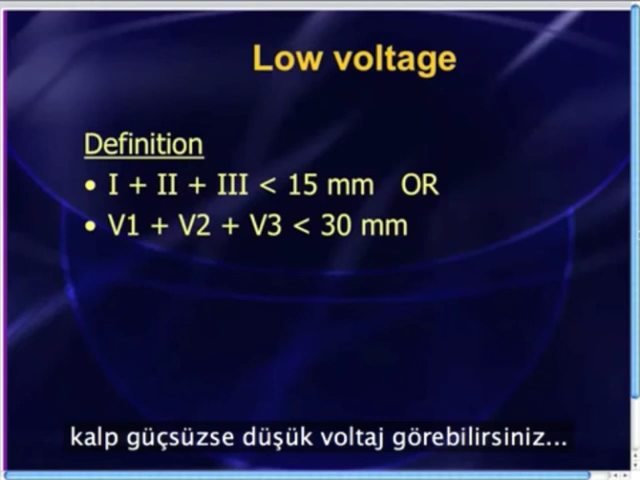 Low voltage
Definition
• I + II + III < 15 mm OR
• V1 + V2 + V3 < 30 mm
kalp güçsüzse düşük voltaj görebilirsiniz...